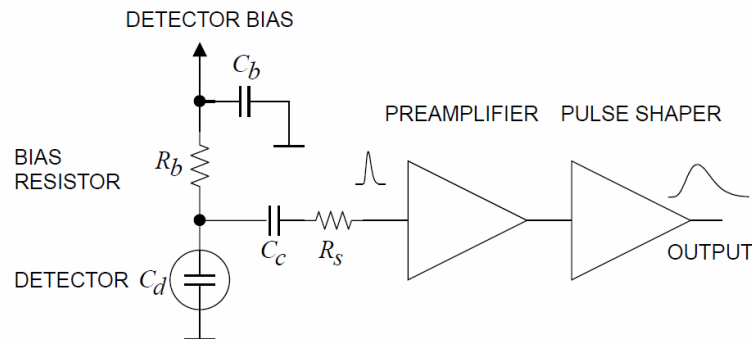 DETECTOR BIAS
C_b
PREAMPLIFIER
PULSE SHAPER
BIAS
RESISTOR
R_b
C_c
R_s
OUTPUT
DETECTOR
C_d